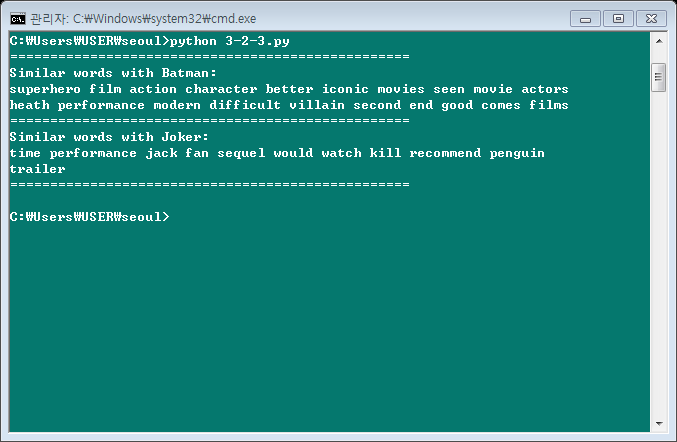 관리자: C:₩Windows₩system32₩cmd.exe
C:₩Users₩USER₩seoul>python 3-2-3.py
==================================================
Similar words with Batman:
superhero film action character better iconic movies seen movie actors
heath performance modern difficult villain second end good comes films
==================================================
Similar words with Joker:
time performance jack fan sequel would watch kill recommend penguin
trailer
==================================================
C:₩Users₩USER₩seoul>